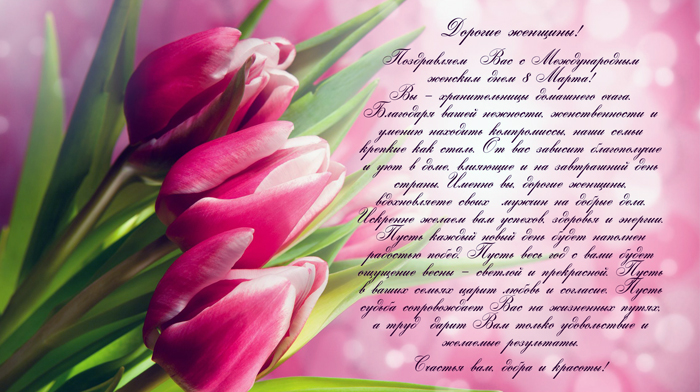 Дорогие женщины!
Поздравляем Вас с Международным
женским днем 8 Марта!
Вы – хранительницы домашнего очага.
Благодаря вашей нежности, женственности и
умению находить компромиссы, наши семьи
крепкие как сталь. От вас зависит благополучие
и уют в доме, влияющие и на завтрашний день
страны. Именно вы, дорогие женщины,
вдохновляете своих мужчин на добрые дела.
Искренне желаем вам успехов, здоровья и энергии.
Пусть каждый новый день будет наполнен
радостью побед. Пусть весь год с вами будет
ощущение весны – светлой и прекрасной. Пусть
в ваших семьях царит любовь и согласие. Пусть
судьба сопровождает Вас на жизненных путях,
а труд дарит Вам только удовольствие и
желаемые результаты.
Счастья вам, добра и красоты!